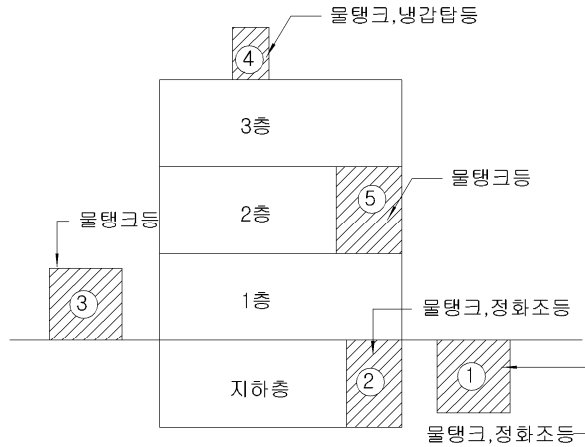 물탱크,냉갑탑등
④
3층
물탱크등
⑤
2층
물탱크등
③
1층
물탱크,정화조등
지하층
②
①
물탱크,정화조등